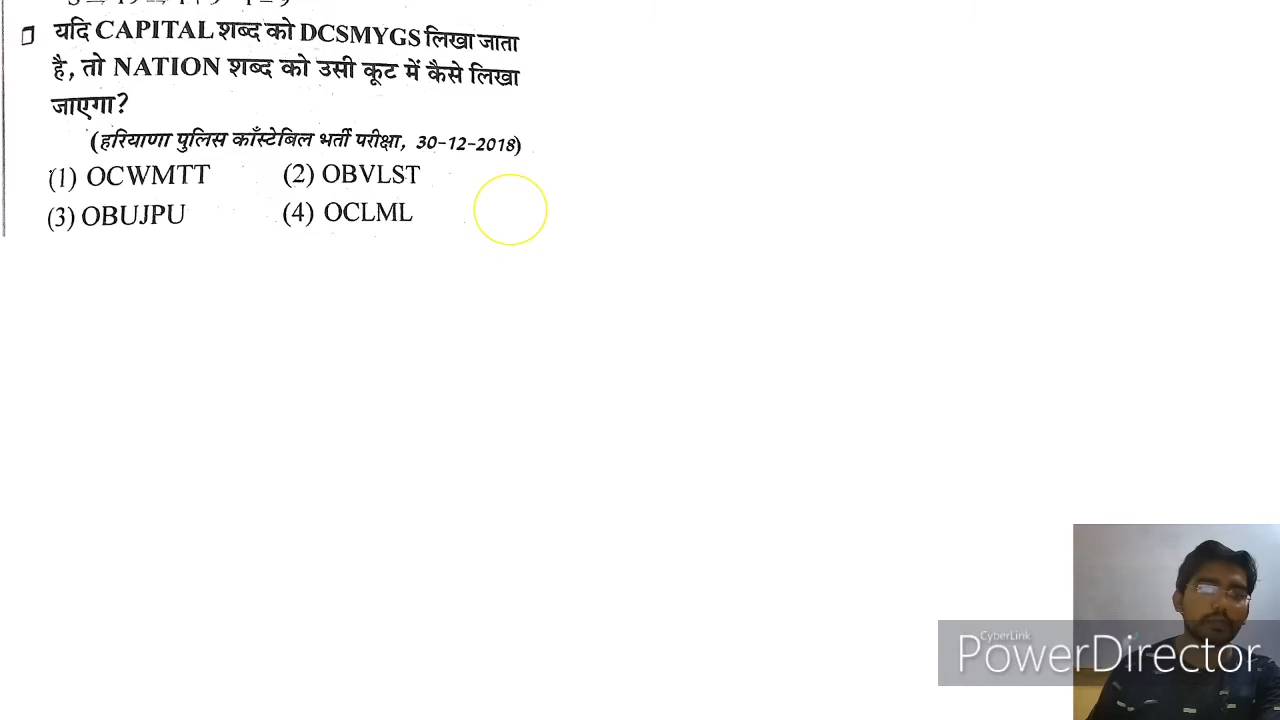 यदि CAPITAL शब्द को DCSMYGS लिखा जाता
है, तो NATION शब्द को उसी कूट में कैसे लिखा
जाएगा?
(हरियाणा पुलिस काँस्टेबिल भर्ती परीक्षा, 30-12-2018)
(1) OCWMTT (2) OBVLST
(3) OBUJPU (4) OCLML
CyberLink
PowerDirector